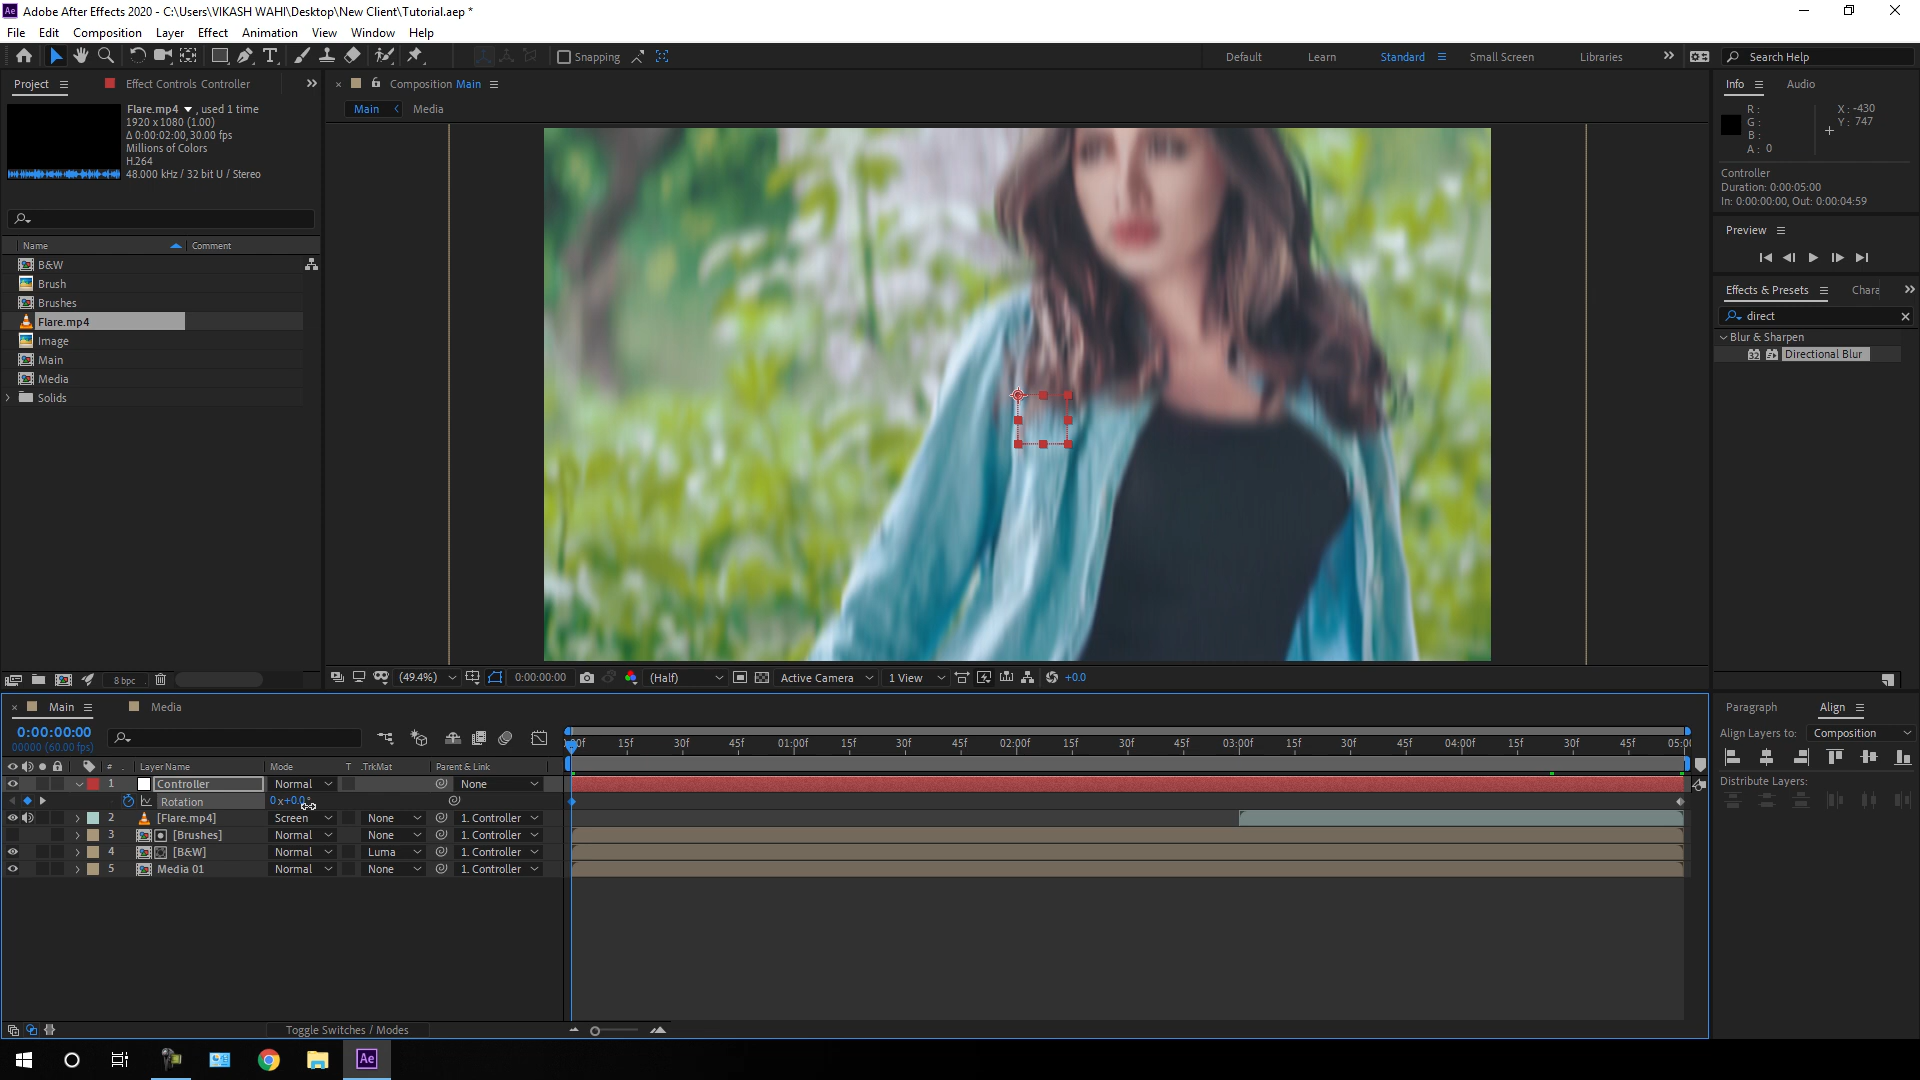 Adobe After Effects 2020 - C:\Users\VIKASH WAHI\Desktop\New Client\Tutorial.aep *
File Edit Composition Layer Effect Animation View Window Help
Snapping Default Learn Standard Small Screen Libraries Search Help
Project Effect Controls Controller
Flare.mp4 , used 1 time
1920 x 1080 (1.00)
Δ 0:00:02:00, 30.00 fps
Millions of Colors
H.264
48.000 kHz / 32 bit U / Stereo
Name Comment
B&W
Brush
Brushes
Flare.mp4
Image
Main
Media
Solids
8 bpc
Composition Main
Main Media
(49.4%) 0:00:00:00 (Half) Active Camera 1 View +0.0
Info Audio
R : X : -430
G : Y : 747
B :
A : 0
Controller
Duration: 0:00:05:00
In: 0:00:00:00, Out: 0:00:04:59
Preview
Effects & Presets Chara
direct
Blur & Sharpen
32 Directional Blur
Main Media
0:00:00:00
00000 (60.00 fps)
15f 30f 45f 01:00f 15f 30f 45f 02:00f 15f 30f 45f 03:00f 15f 30f 45f 04:00f 15f 30f 45f 05:00
# Layer Name Mode T .TrkMat Parent & Link
1 Controller Normal None
Rotation 0 x +0.0°
2 [Flare.mp4] Screen None 1. Controller
3 [Brushes] Normal None 1. Controller
4 [B&W] Normal Luma 1. Controller
5 Media 01 Normal None 1. Controller
Toggle Switches / Modes
Paragraph Align
Align Layers to: Composition
Distribute Layers:
Ae